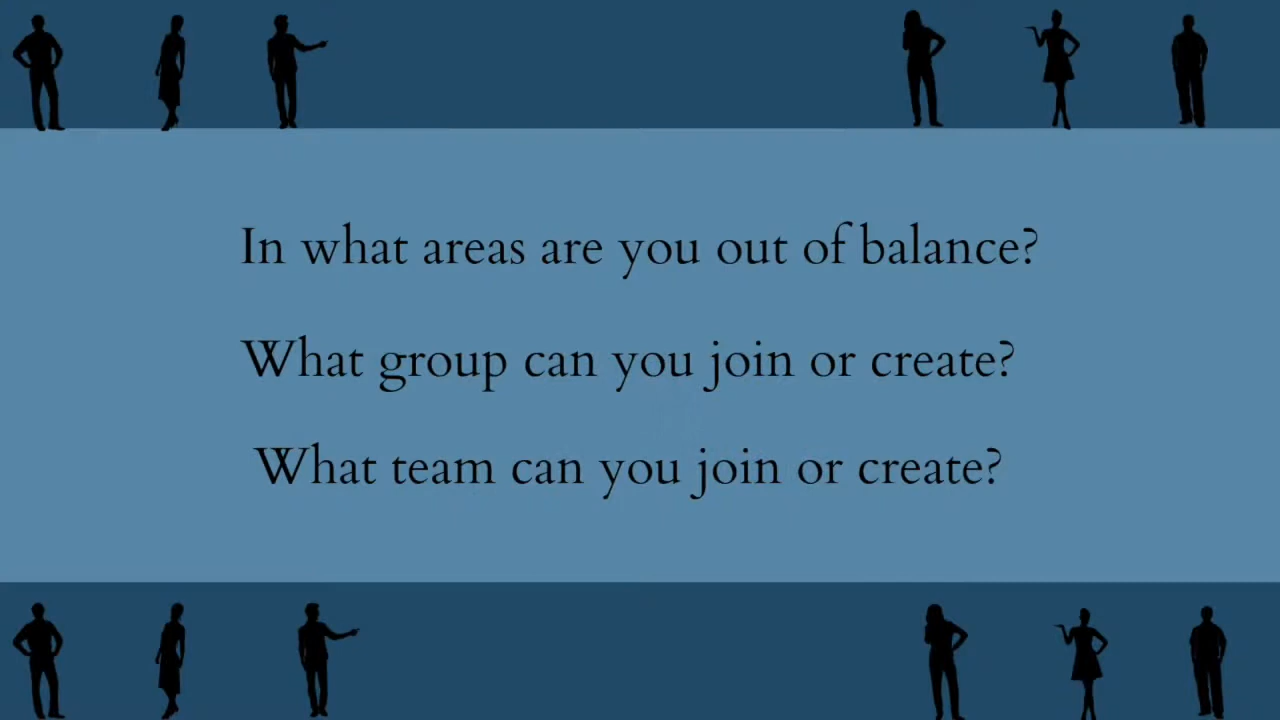 In what areas are you out of balance?
What group can you join or create?
What team can you join or create?